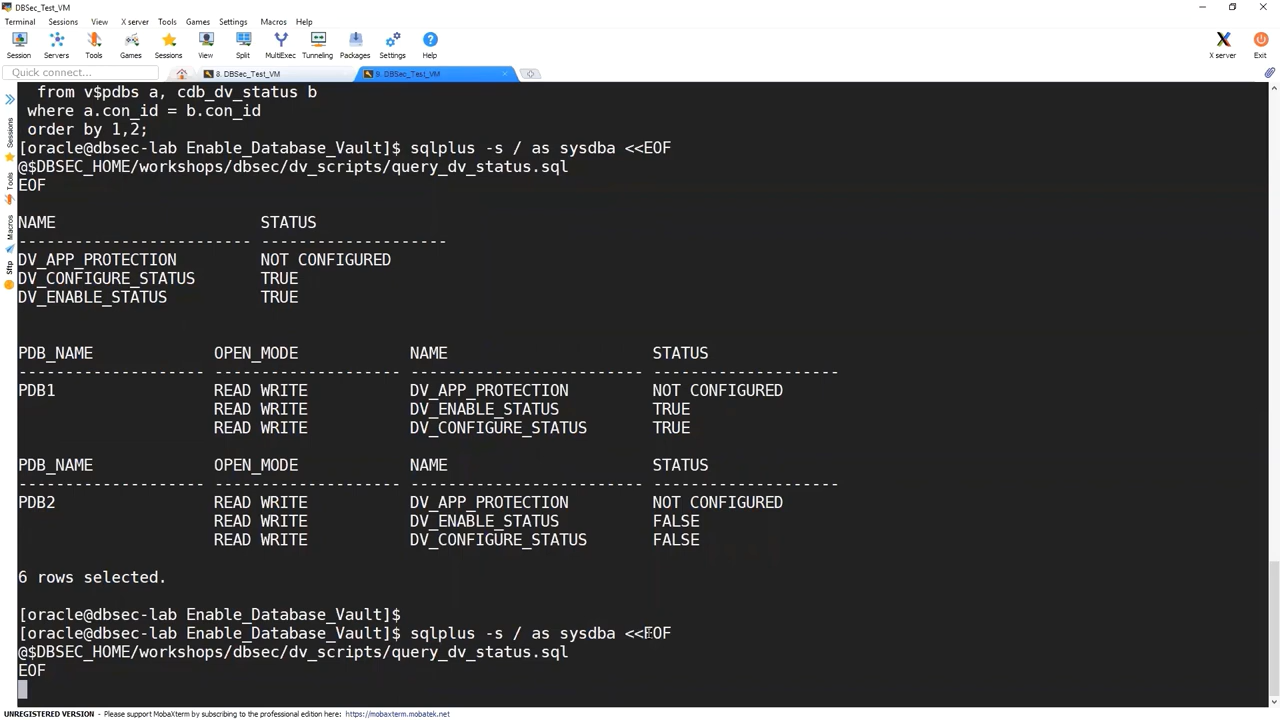 DBSec_Test_VM
Terminal Sessions View X server Tools Games Settings Macros Help
Session Servers Tools Games Sessions View Split MultiExec Tunneling Packages Settings Help X server Exit
Quick connect... 8. DBSec_Test_VM 9. DBSec_Test_VM
Sessions
Tools
Macros
Sftp
from v$pdbs a, cdb_dv_status b
where a.con_id = b.con_id
order by 1,2;
[oracle@dbsec-lab Enable_Database_Vault]$ sqlplus -s / as sysdba <<EOF
@$DBSEC_HOME/workshops/dbsec/dv_scripts/query_dv_status.sql
EOF
NAME STATUS
------------------------- --------------------
DV_APP_PROTECTION NOT CONFIGURED
DV_CONFIGURE_STATUS TRUE
DV_ENABLE_STATUS TRUE
PDB_NAME OPEN_MODE NAME STATUS
-------------------- -------------------- ------------------------- --------------------
PDB1 READ WRITE DV_APP_PROTECTION NOT CONFIGURED
READ WRITE DV_ENABLE_STATUS TRUE
READ WRITE DV_CONFIGURE_STATUS TRUE
PDB_NAME OPEN_MODE NAME STATUS
-------------------- -------------------- ------------------------- --------------------
PDB2 READ WRITE DV_APP_PROTECTION NOT CONFIGURED
READ WRITE DV_ENABLE_STATUS FALSE
READ WRITE DV_CONFIGURE_STATUS FALSE
6 rows selected.
[oracle@dbsec-lab Enable_Database_Vault]$
[oracle@dbsec-lab Enable_Database_Vault]$ sqlplus -s / as sysdba <<EOF
@$DBSEC_HOME/workshops/dbsec/dv_scripts/query_dv_status.sql
EOF
UNREGISTERED VERSION - Please support MobaXterm by subscribing to the professional edition here: https://mobaxterm.mobatek.net